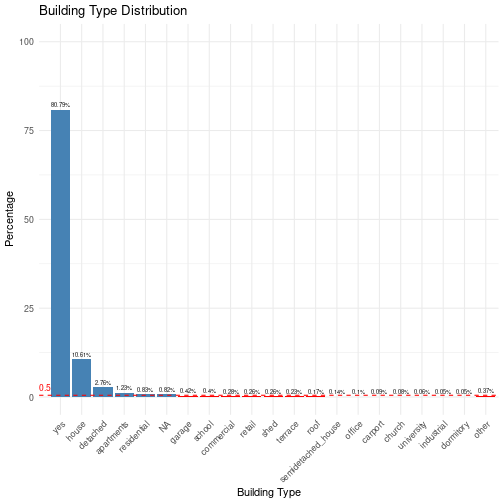 Building Type Distribution
Percentage
100
75
50
25
0
0.5
80.79%
10.61%
2.76%
1.23%
0.83%
0.82%
0.42%
0.4%
0.28%
0.26%
0.26%
0.23%
0.17%
0.14%
0.1%
0.09%
0.08%
0.06%
0.05%
0.05%
0.37%
yes
house
detached
apartments
residential
NA
garage
school
commercial
retail
shed
terrace
roof
semidetached_house
office
carport
church
university
industrial
dormitory
other
Building Type